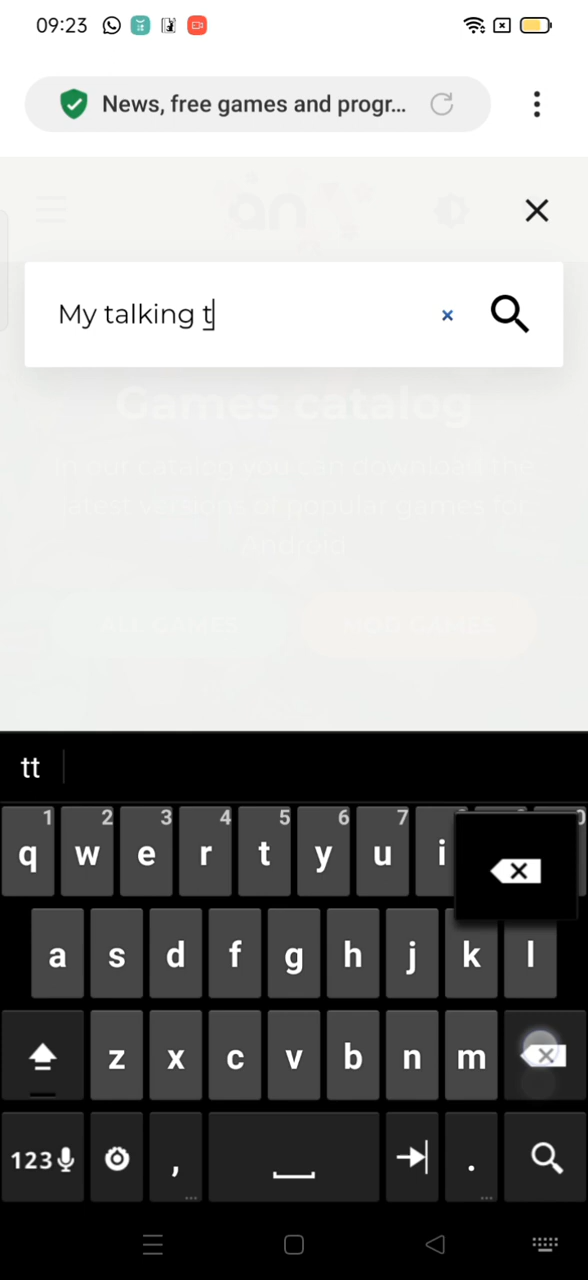 09:23
News, free games and progr...
an
My talking t
Games catalog
In our catalog you can download the
latest versions of popular games for
Android
ALL GAMES MOD GAMES
tt
1 2 3 4 5 6 7 0
q w e r t y u i
a s d f g h j k l
z x c v b n m
123 , ... . ...